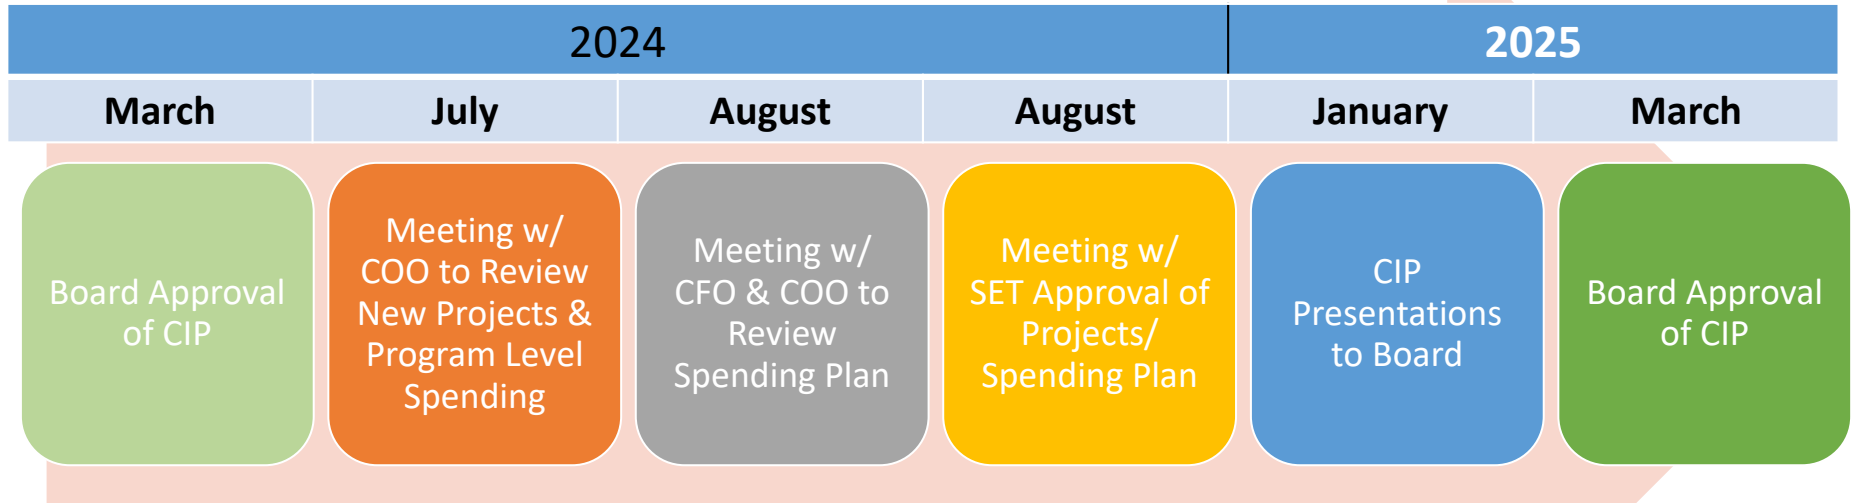 2024
2025
March
July
August
August
January
March
Board Approval
of CIP
Meeting w/
COO to Review
New Projects &
Program Level
Spending
Meeting w/
CFO & COO to
Review
Spending Plan
Meeting w/
SET Approval of
Projects/
Spending Plan
CIP
Presentations
to Board
Board Approval
of CIP